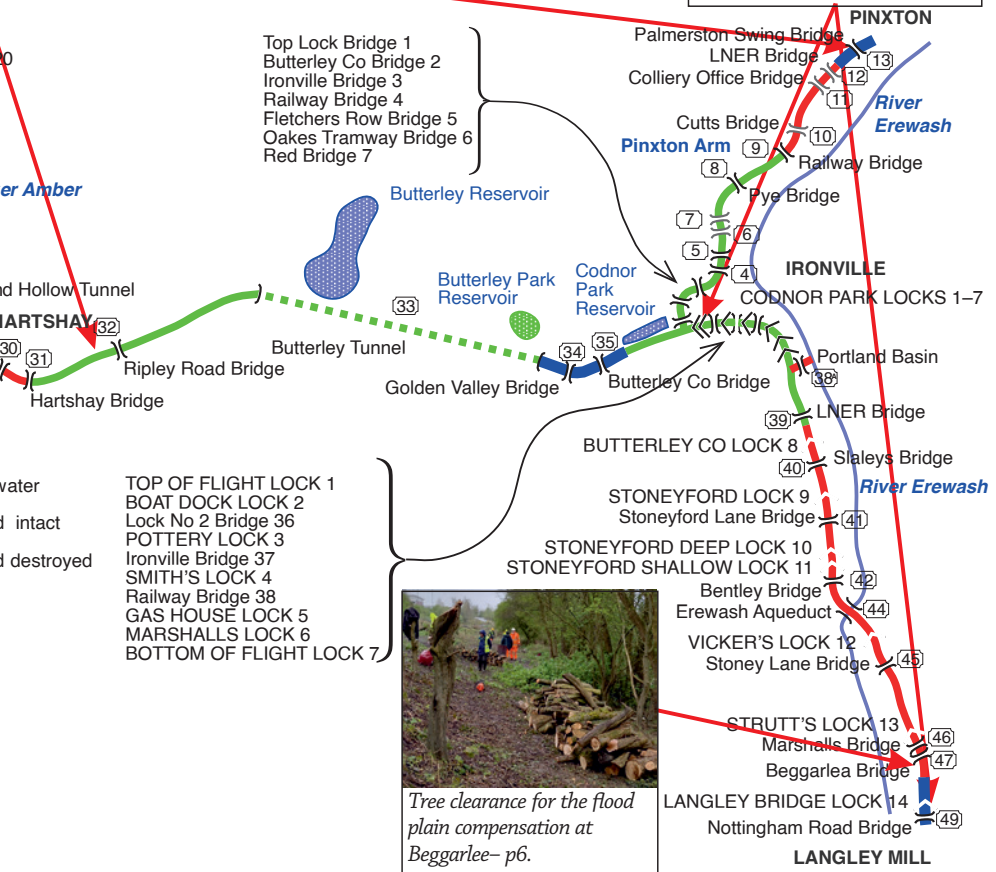 PINXTON
Palmerston Swing Bridge
LNER Bridge
13
12
Colliery Office Bridge
11
River
Erewash
Cutts Bridge
10
Pinxton Arm
9
Railway Bridge
8
Pye Bridge
7
6
5
4
Top Lock Bridge 1
Butterley Co Bridge 2
Ironville Bridge 3
Railway Bridge 4
Fletchers Row Bridge 5
Oakes Tramway Bridge 6
Red Bridge 7
20
er Amber
Butterley Reservoir
Butterley Park
Reservoir
Codnor
Park
Reservoir
IRONVILLE
CODNOR PARK LOCKS 1–7
nd Hollow Tunnel
HARTSHAY
32
30
31
Ripley Road Bridge
Hartshay Bridge
33
Butterley Tunnel
34
35
Golden Valley Bridge
Butterley Co Bridge
Portland Basin
38A
39
LNER Bridge
BUTTERLEY CO LOCK 8
40
Slaleys Bridge
River Erewash
STONEYFORD LOCK 9
Stoneyford Lane Bridge
41
STONEYFORD DEEP LOCK 10
STONEYFORD SHALLOW LOCK 11
Bentley Bridge
42
Erewash Aqueduct
44
VICKER'S LOCK 12
Stoney Lane Bridge
45
STRUTT'S LOCK 13
46
Marshalls Bridge
47
Beggarlea Bridge
LANGLEY BRIDGE LOCK 14
Nottingham Road Bridge
49
LANGLEY MILL
water
d intact
d destroyed
TOP OF FLIGHT LOCK 1
BOAT DOCK LOCK 2
Lock No 2 Bridge 36
POTTERY LOCK 3
Ironville Bridge 37
SMITH'S LOCK 4
Railway Bridge 38
GAS HOUSE LOCK 5
MARSHALLS LOCK 6
BOTTOM OF FLIGHT LOCK 7
Tree clearance for the flood
plain compensation at
Beggarlee– p6.